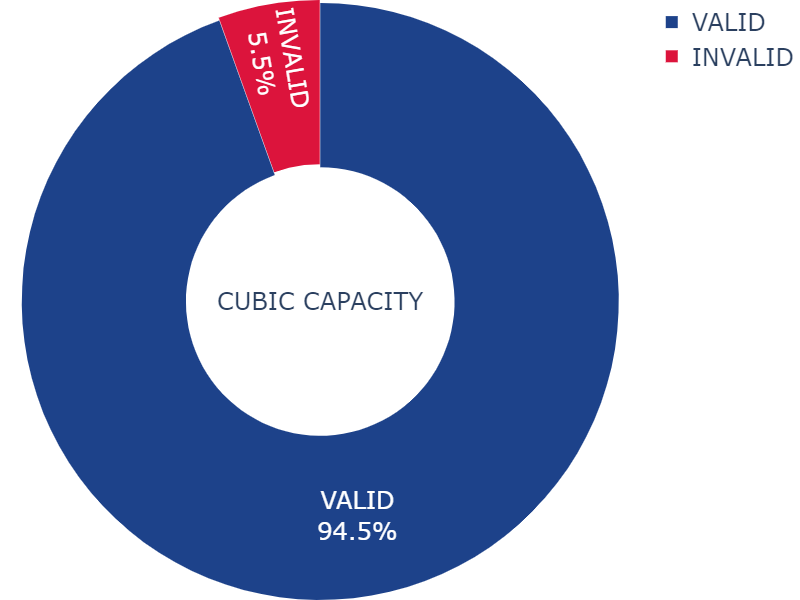 VALID
INVALID
INVALID
5.5%
CUBIC CAPACITY
VALID
94.5%